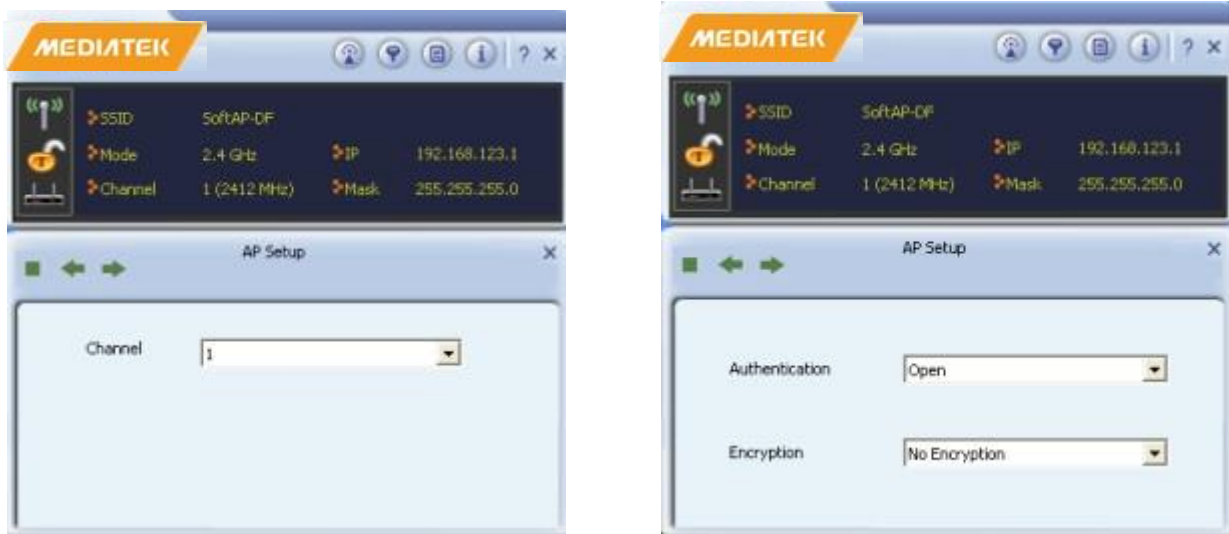 MEDIATEK
? ×
SSID SoftAP-DF
Mode 2.4 GHz IP 192.168.123.1
Channel 1 (2412 MHz) Mask 255.255.255.0
AP Setup ×
Channel 1
MEDIATEK
? ×
SSID SoftAP-DF
Mode 2.4 GHz IP 192.168.123.1
Channel 1 (2412 MHz) Mask 255.255.255.0
AP Setup ×
Authentication Open
Encryption No Encryption